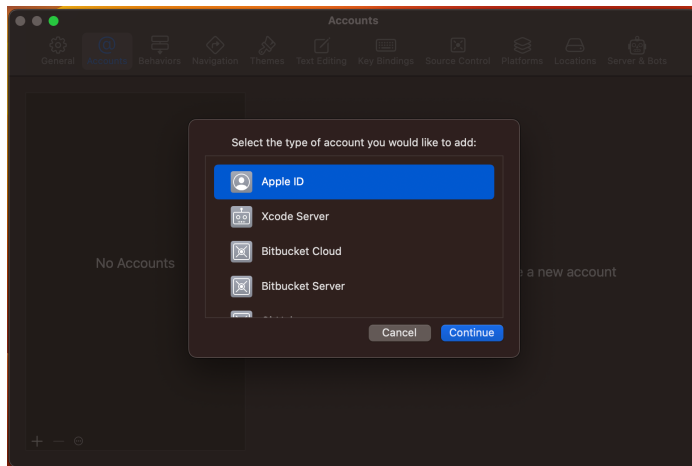 Accounts
General Accounts Behaviors Navigation Themes Text Editing Key Bindings Source Control Platforms Locations Server & Bots
Select the type of account you would like to add:
Apple ID
Xcode Server
Bitbucket Cloud
Bitbucket Server
No Accounts
a new account
Cancel Continue